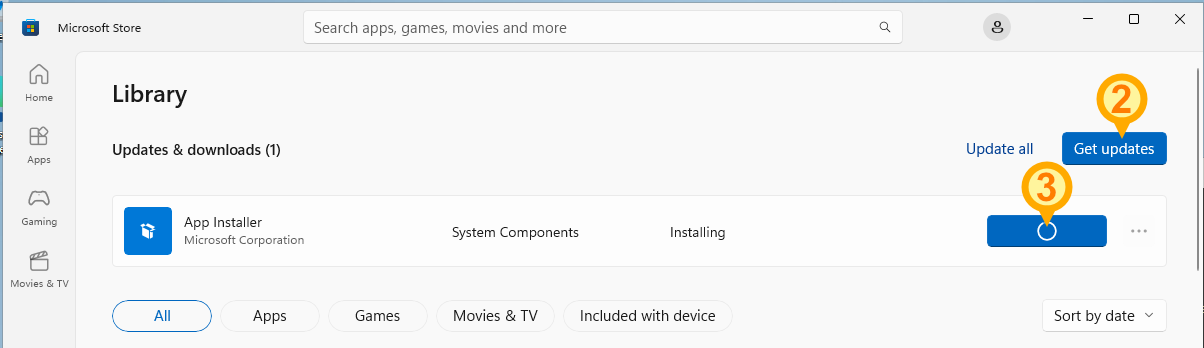 Microsoft Store
Search apps, games, movies and more
Home
Apps
Gaming
Movies & TV
Library
2
Updates & downloads (1)
Update all
Get updates
3
App Installer
Microsoft Corporation
System Components
Installing
All
Apps
Games
Movies & TV
Included with device
Sort by date